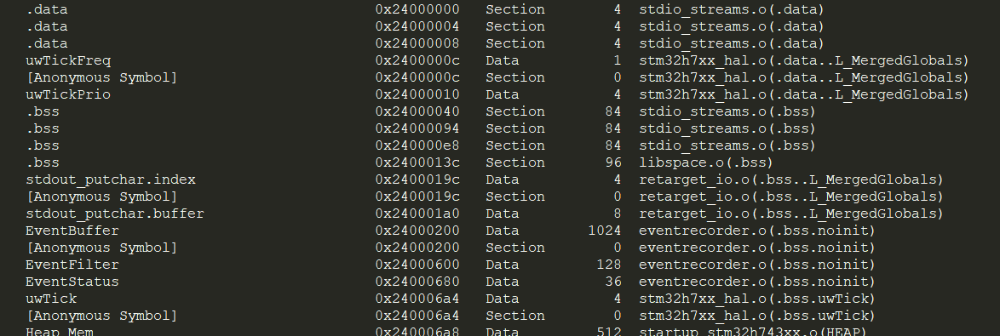 .data 0x24000000 Section 4 stdio_streams.o(.data)
.data 0x24000004 Section 4 stdio_streams.o(.data)
.data 0x24000008 Section 4 stdio_streams.o(.data)
uwTickFreq 0x2400000c Data 1 stm32h7xx_hal.o(.data..L_MergedGlobals)
[Anonymous Symbol] 0x2400000c Section 0 stm32h7xx_hal.o(.data..L_MergedGlobals)
uwTickPrio 0x24000010 Data 4 stm32h7xx_hal.o(.data..L_MergedGlobals)
.bss 0x24000040 Section 84 stdio_streams.o(.bss)
.bss 0x24000094 Section 84 stdio_streams.o(.bss)
.bss 0x240000e8 Section 84 stdio_streams.o(.bss)
.bss 0x2400013c Section 96 libspace.o(.bss)
stdout_putchar.index 0x2400019c Data 4 retarget_io.o(.bss..L_MergedGlobals)
[Anonymous Symbol] 0x2400019c Section 0 retarget_io.o(.bss..L_MergedGlobals)
stdout_putchar.buffer 0x240001a0 Data 8 retarget_io.o(.bss..L_MergedGlobals)
EventBuffer 0x24000200 Data 1024 eventrecorder.o(.bss.noinit)
[Anonymous Symbol] 0x24000200 Section 0 eventrecorder.o(.bss.noinit)
EventFilter 0x24000600 Data 128 eventrecorder.o(.bss.noinit)
EventStatus 0x24000680 Data 36 eventrecorder.o(.bss.noinit)
uwTick 0x240006a4 Data 4 stm32h7xx_hal.o(.bss.uwTick)
[Anonymous Symbol] 0x240006a4 Section 0 stm32h7xx_hal.o(.bss.uwTick)
Heap_Mem 0x240006a8 Data 512 startup_stm32h743xx.o(HEAP)